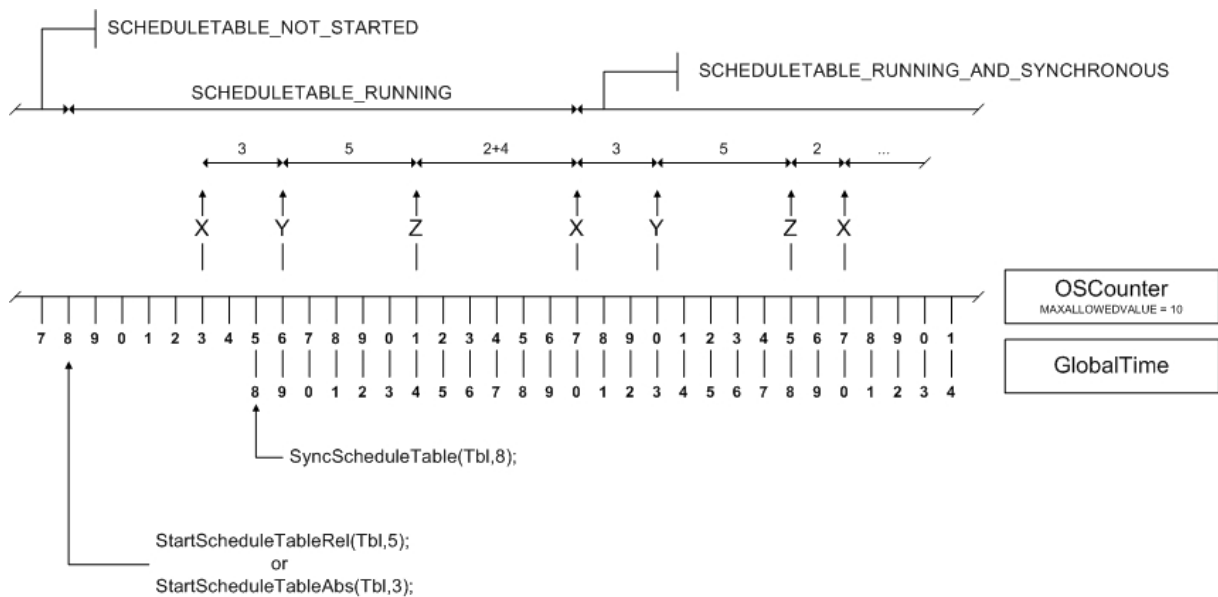 SCHEDULETABLE_NOT_STARTED
SCHEDULETABLE_RUNNING
SCHEDULETABLE_RUNNING_AND_SYNCHRONOUS
3 5 2+4 3 5 2 ...
X Y Z X Y Z X
OSCounter
MAXALLOWEDVALUE = 10
7 8 9 0 1 2 3 4 5 6 7 8 9 0 1 2 3 4 5 6 7 8 9 0 1 2 3 4 5 6 7 8 9 0 1
GlobalTime
8 9 0 1 2 3 4 5 6 7 8 9 0 1 2 3 4 5 6 7 8 9 0 1 2 3 4
SyncScheduleTable(Tbl,8);
StartScheduleTableRel(Tbl,5);
or
StartScheduleTableAbs(Tbl,3);